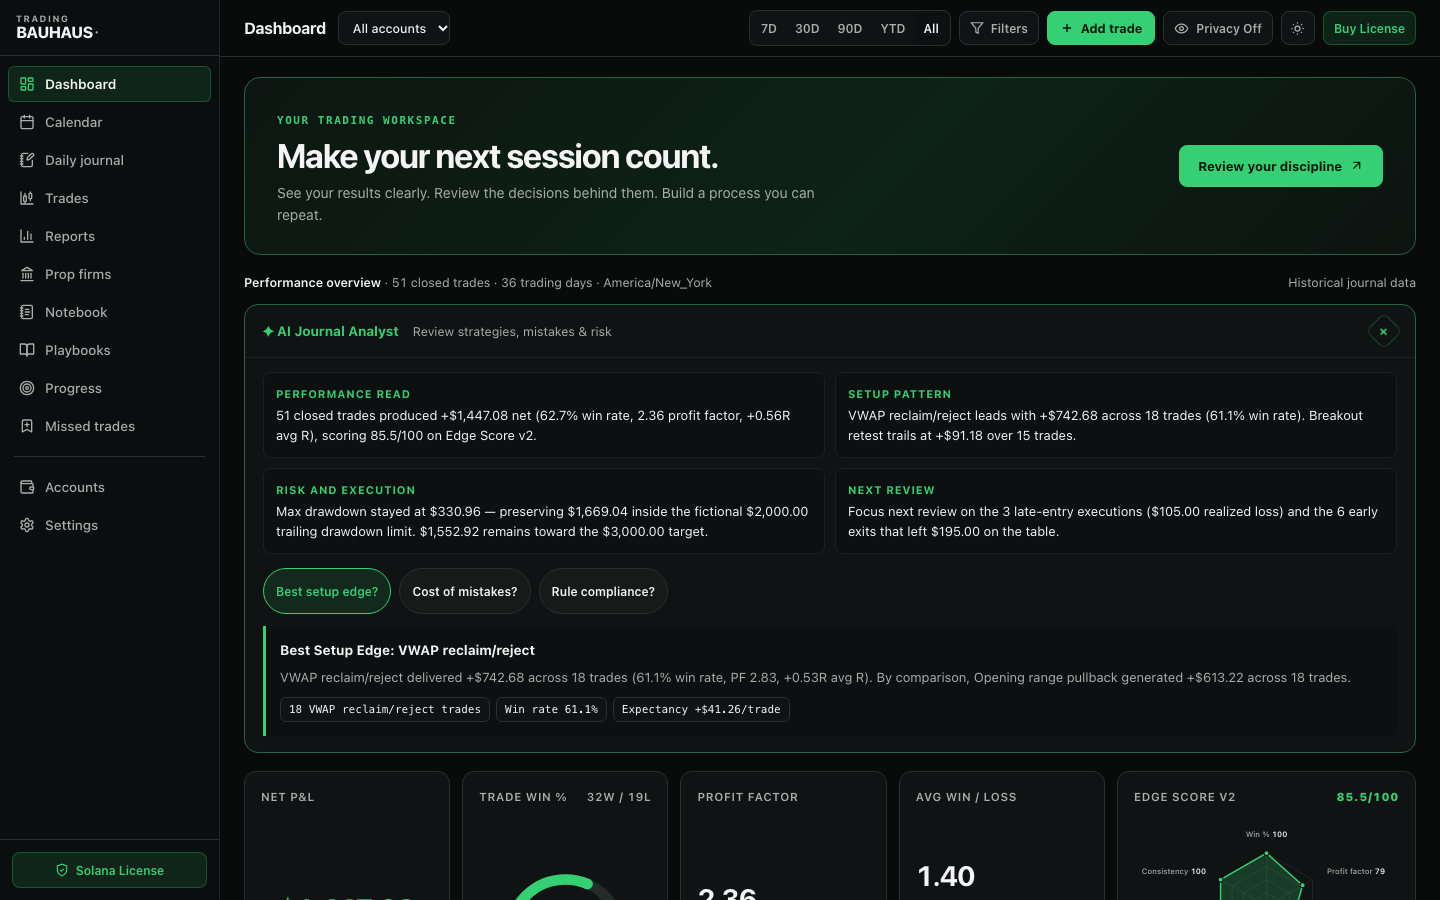 TRADING
BAUHAUS
Dashboard
All accounts
7D 30D 90D YTD All
Filters
+ Add trade
Privacy Off
Buy License
Dashboard
Calendar
Daily journal
Trades
Reports
Prop firms
Notebook
Playbooks
Progress
Missed trades
Accounts
Settings
Solana License
YOUR TRADING WORKSPACE
Make your next session count.
See your results clearly. Review the decisions behind them. Build a process you can
repeat.
Review your discipline
Performance overview · 51 closed trades · 36 trading days · America/New_York
Historical journal data
AI Journal Analyst Review strategies, mistakes & risk
PERFORMANCE READ
51 closed trades produced +$1,447.08 net (62.7% win rate, 2.36 profit factor, +0.56R
avg R), scoring 85.5/100 on Edge Score v2.
SETUP PATTERN
VWAP reclaim/reject leads with +$742.68 across 18 trades (61.1% win rate). Breakout
retest trails at +$91.18 over 15 trades.
RISK AND EXECUTION
Max drawdown stayed at $330.96 — preserving $1,669.04 inside the fictional $2,000.00
trailing drawdown limit. $1,552.92 remains toward the $3,000.00 target.
NEXT REVIEW
Focus next review on the 3 late-entry executions ($105.00 realized loss) and the 6 early
exits that left $195.00 on the table.
Best setup edge?
Cost of mistakes?
Rule compliance?
Best Setup Edge: VWAP reclaim/reject
VWAP reclaim/reject delivered +$742.68 across 18 trades (61.1% win rate, PF 2.83, +0.53R avg R). By comparison, Opening range pullback generated +$613.22 across 18 trades.
18 VWAP reclaim/reject trades
Win rate 61.1%
Expectancy +$41.26/trade
NET P&L
TRADE WIN % 32W / 19L
PROFIT FACTOR
2.36
AVG WIN / LOSS
1.40
EDGE SCORE V2 85.5/100
Win % 100
Consistency 100
Profit factor 79